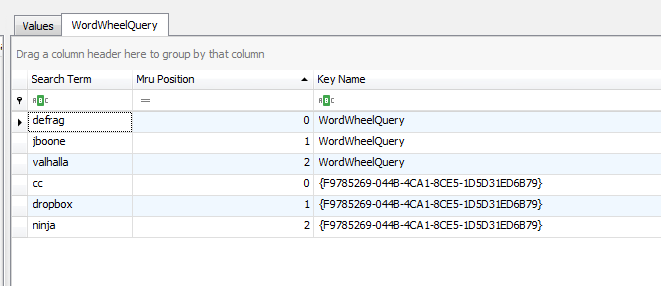 Values WordWheelQuery
Drag a column header here to group by that column
Search Term Mru Position Key Name
ABC = ABC
defrag 0 WordWheelQuery
jboone 1 WordWheelQuery
valhalla 2 WordWheelQuery
cc 0 {F9785269-044B-4CA1-8CE5-1D5D31ED6B79}
dropbox 1 {F9785269-044B-4CA1-8CE5-1D5D31ED6B79}
ninja 2 {F9785269-044B-4CA1-8CE5-1D5D31ED6B79}